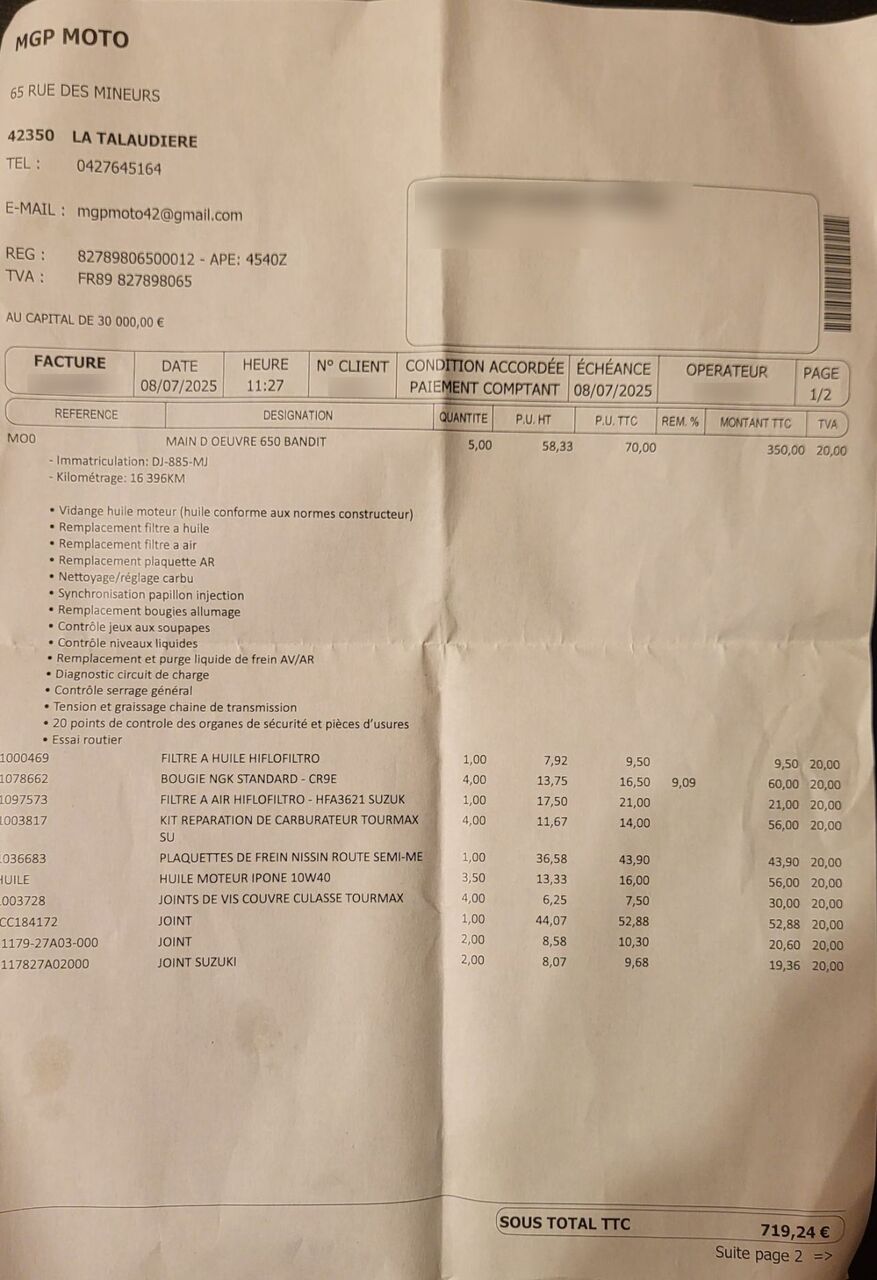 MGP MOTO
65 RUE DES MINEURS
42350 LA TALAUDIERE
TEL : 0427645164
E-MAIL : mgpmoto42@gmail.com
REG : 82789806500012 - APE: 4540Z
TVA : FR89 827898065
AU CAPITAL DE 30 000,00 €
FACTURE DATE HEURE N° CLIENT CONDITION ACCORDÉE ÉCHÉANCE OPERATEUR PAGE
08/07/2025 11:27 PAIEMENT COMPTANT 08/07/2025 1/2
REFERENCE DESIGNATION QUANTITE P.U. HT P.U. TTC REM. % MONTANT TTC TVA
MO0 MAIN D OEUVRE 650 BANDIT 5,00 58,33 70,00 350,00 20,00
- Immatriculation: DJ-885-MJ
- Kilométrage: 16 396KM
• Vidange huile moteur (huile conforme aux normes constructeur)
• Remplacement filtre a huile
• Remplacement filtre a air
• Remplacement plaquette AR
• Nettoyage/réglage carbu
• Synchronisation papillon injection
• Remplacement bougies allumage
• Contrôle jeux aux soupapes
• Contrôle niveaux liquides
• Remplacement et purge liquide de frein AV/AR
• Diagnostic circuit de charge
• Contrôle serrage général
• Tension et graissage chaine de transmission
• 20 points de controle des organes de sécurité et pièces d'usures
• Essai routier
1000469 FILTRE A HUILE HIFLOFILTRO 1,00 7,92 9,50 9,50 20,00
1078662 BOUGIE NGK STANDARD - CR9E 4,00 13,75 16,50 9,09 60,00 20,00
1097573 FILTRE A AIR HIFLOFILTRO - HFA3621 SUZUK 1,00 17,50 21,00 21,00 20,00
1003817 KIT REPARATION DE CARBURATEUR TOURMAX 4,00 11,67 14,00 56,00 20,00
SU
1036683 PLAQUETTES DE FREIN NISSIN ROUTE SEMI-ME 1,00 36,58 43,90 43,90 20,00
HUILE HUILE MOTEUR IPONE 10W40 3,50 13,33 16,00 56,00 20,00
1003728 JOINTS DE VIS COUVRE CULASSE TOURMAX 4,00 6,25 7,50 30,00 20,00
CC184172 JOINT 1,00 44,07 52,88 52,88 20,00
1179-27A03-000 JOINT 2,00 8,58 10,30 20,60 20,00
117827A02000 JOINT SUZUKI 2,00 8,07 9,68 19,36 20,00
SOUS TOTAL TTC 719,24 €
Suite page 2 =>